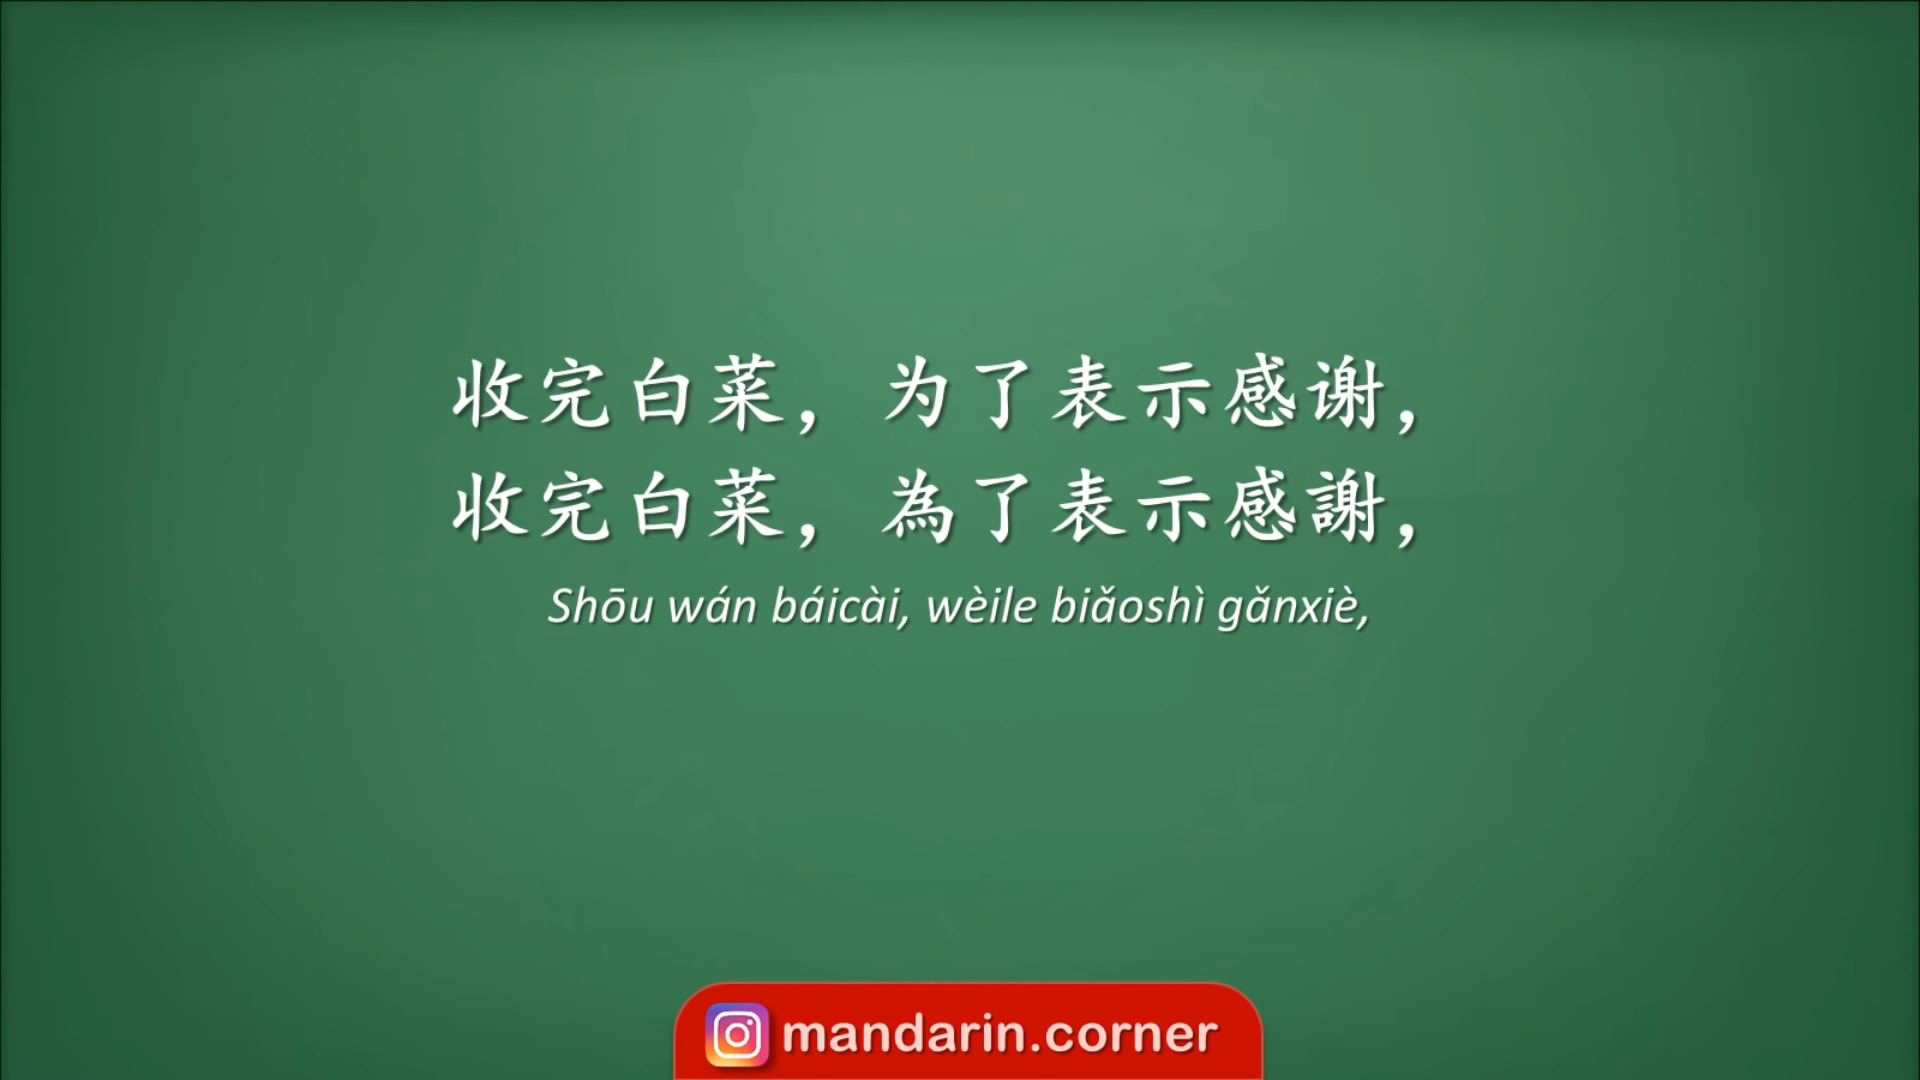 收完白菜，为了表示感谢，
收完白菜，為了表示感謝，
Shōu wán báicài, wèile biǎoshì gǎnxiè,
mandarin.corner